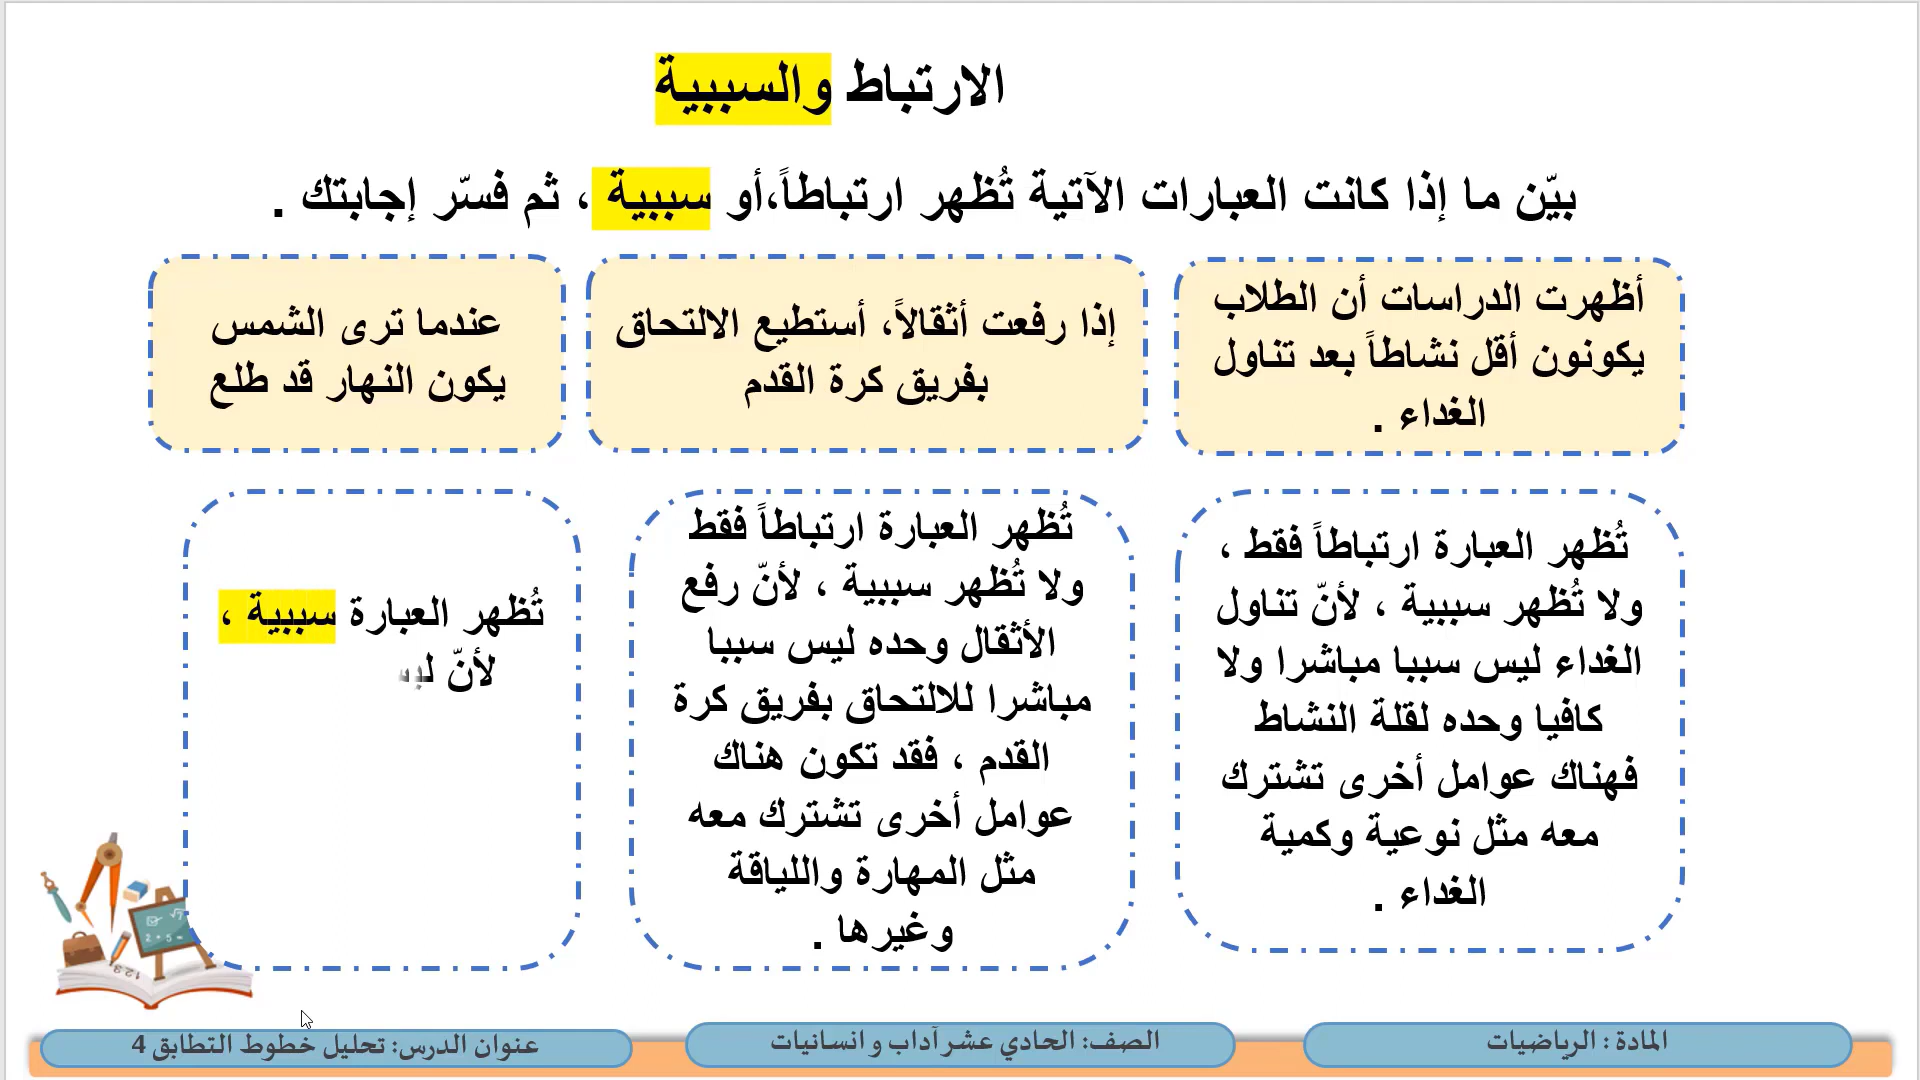 الارتباط والسببية
بيّن ما إذا كانت العبارات الآتية تُظهر ارتباطاً،أو سببية ، ثم فسّر إجابتك .
أظهرت الدراسات أن الطلاب
يكونون أقل نشاطاً بعد تناول
الغداء .
إذا رفعت أثقالاً، أستطيع الالتحاق
بفريق كرة القدم
عندما ترى الشمس
يكون النهار قد طلع
تُظهر العبارة ارتباطاً فقط ،
ولا تُظهر سببية ، لأنّ تناول
الغداء ليس سببا مباشرا ولا
كافيا وحده لقلة النشاط
فهناك عوامل أخرى تشترك
معه مثل نوعية وكمية
الغداء .
تُظهر العبارة ارتباطاً فقط
ولا تُظهر سببية ، لأنّ رفع
الأثقال وحده ليس سببا
مباشرا للالتحاق بفريق كرة
القدم ، فقد تكون هناك
عوامل أخرى تشترك معه
مثل المهارة واللياقة
وغيرها .
تُظهر العبارة سببية ،
لأنّ
المادة : الرياضيات
الصف: الحادي عشر آداب و انسانيات
عنوان الدرس: تحليل خطوط التطابق 4